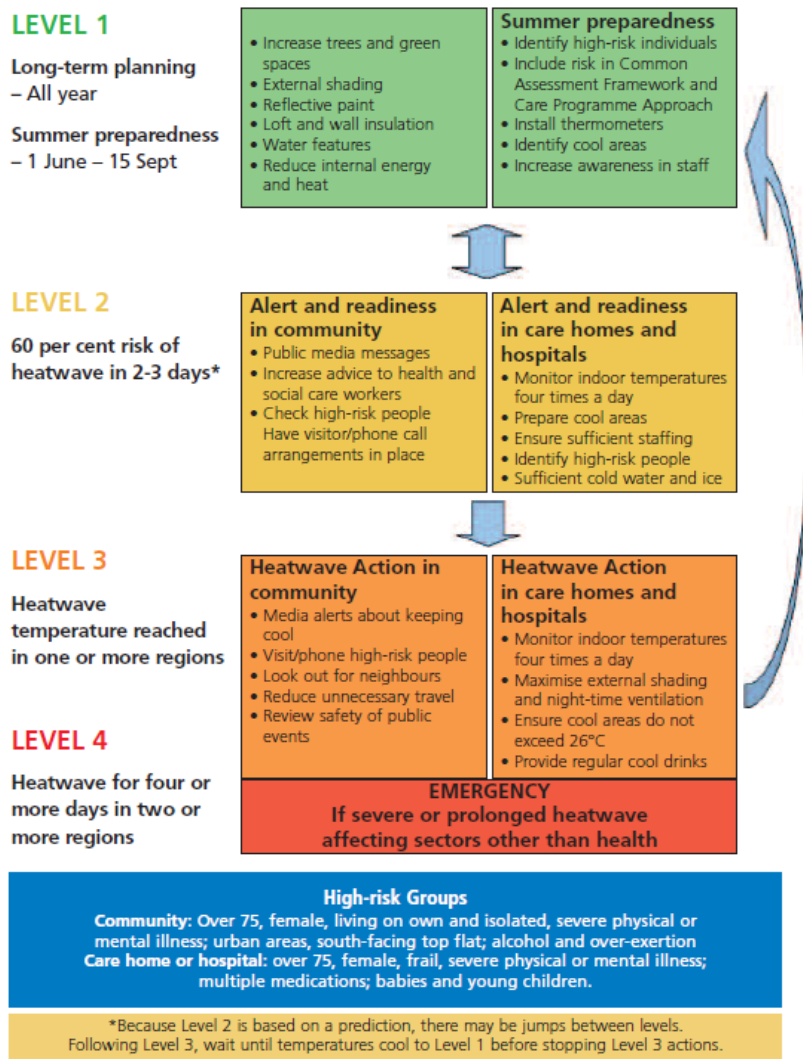 LEVEL 1
Long-term planning
– All year
Summer preparedness
– 1 June – 15 Sept
• Increase trees and green
spaces
• External shading
• Reflective paint
• Loft and wall insulation
• Water features
• Reduce internal energy
and heat
Summer preparedness
• Identify high-risk individuals
• Include risk in Common
Assessment Framework and
Care Programme Approach
• Install thermometers
• Identify cool areas
• Increase awareness in staff
LEVEL 2
60 per cent risk of
heatwave in 2-3 days*
Alert and readiness
in community
• Public media messages
• Increase advice to health and
social care workers
• Check high-risk people
Have visitor/phone call
arrangements in place
Alert and readiness
in care homes and
hospitals
• Monitor indoor temperatures
four times a day
• Prepare cool areas
• Ensure sufficient staffing
• Identify high-risk people
• Sufficient cold water and ice
LEVEL 3
Heatwave
temperature reached
in one or more regions
Heatwave Action in
community
• Media alerts about keeping
cool
• Visit/phone high-risk people
• Look out for neighbours
• Reduce unnecessary travel
• Review safety of public
events
Heatwave Action
in care homes and
hospitals
• Monitor indoor temperatures
four times a day
• Maximise external shading
and night-time ventilation
• Ensure cool areas do not
exceed 26ºC
• Provide regular cool drinks
LEVEL 4
Heatwave for four or
more days in two or
more regions
EMERGENCY
If severe or prolonged heatwave
affecting sectors other than health
High-risk Groups
Community: Over 75, female, living on own and isolated, severe physical or
mental illness; urban areas, south-facing top flat; alcohol and over-exertion
Care home or hospital: over 75, female, frail, severe physical or mental illness;
multiple medications; babies and young children.
*Because Level 2 is based on a prediction, there may be jumps between levels.
Following Level 3, wait until temperatures cool to Level 1 before stopping Level 3 actions.